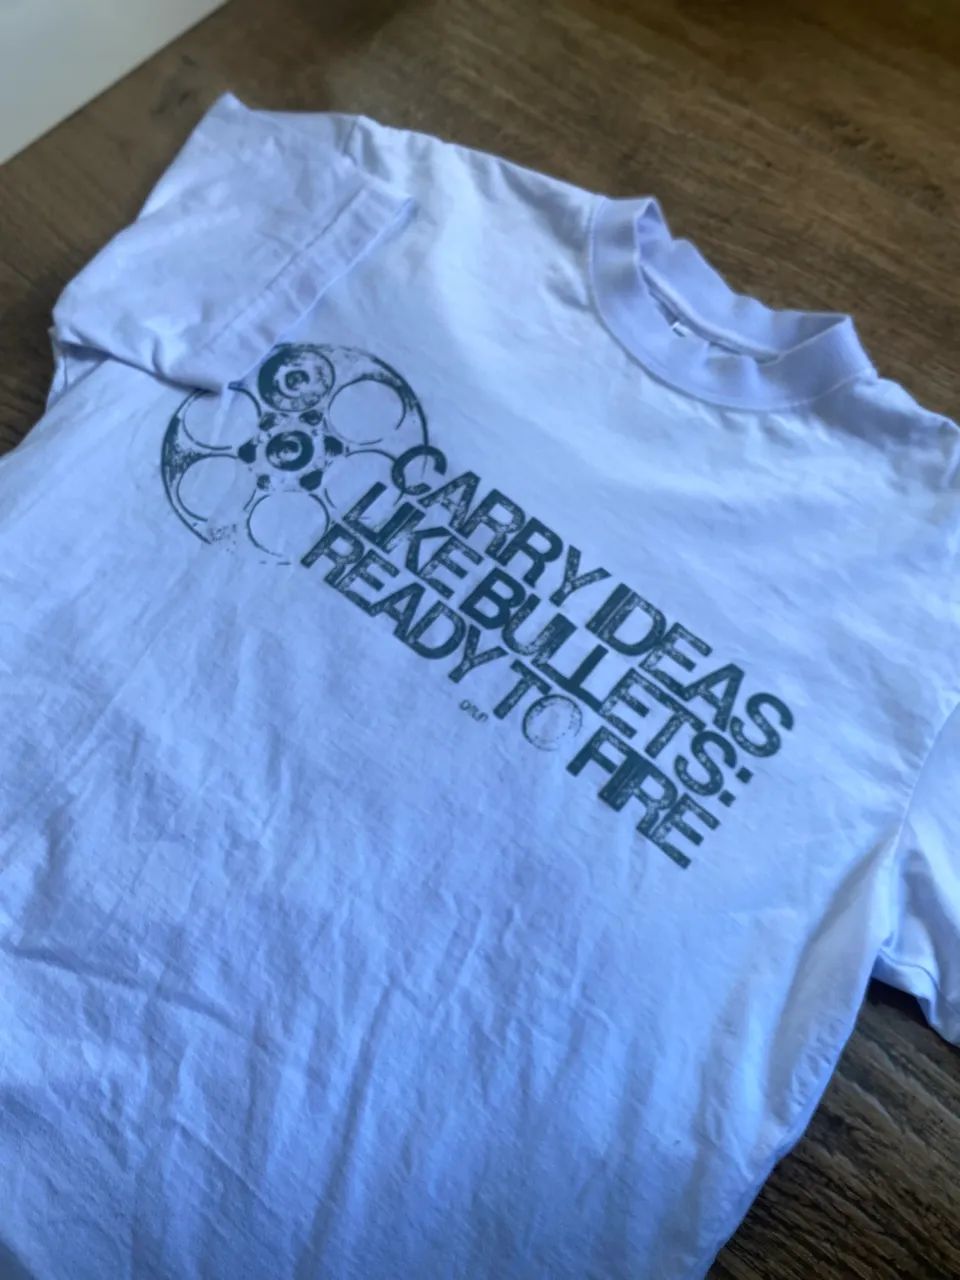 CARRY IDEAS
LIKE BULLETS:
READY TO FIRE